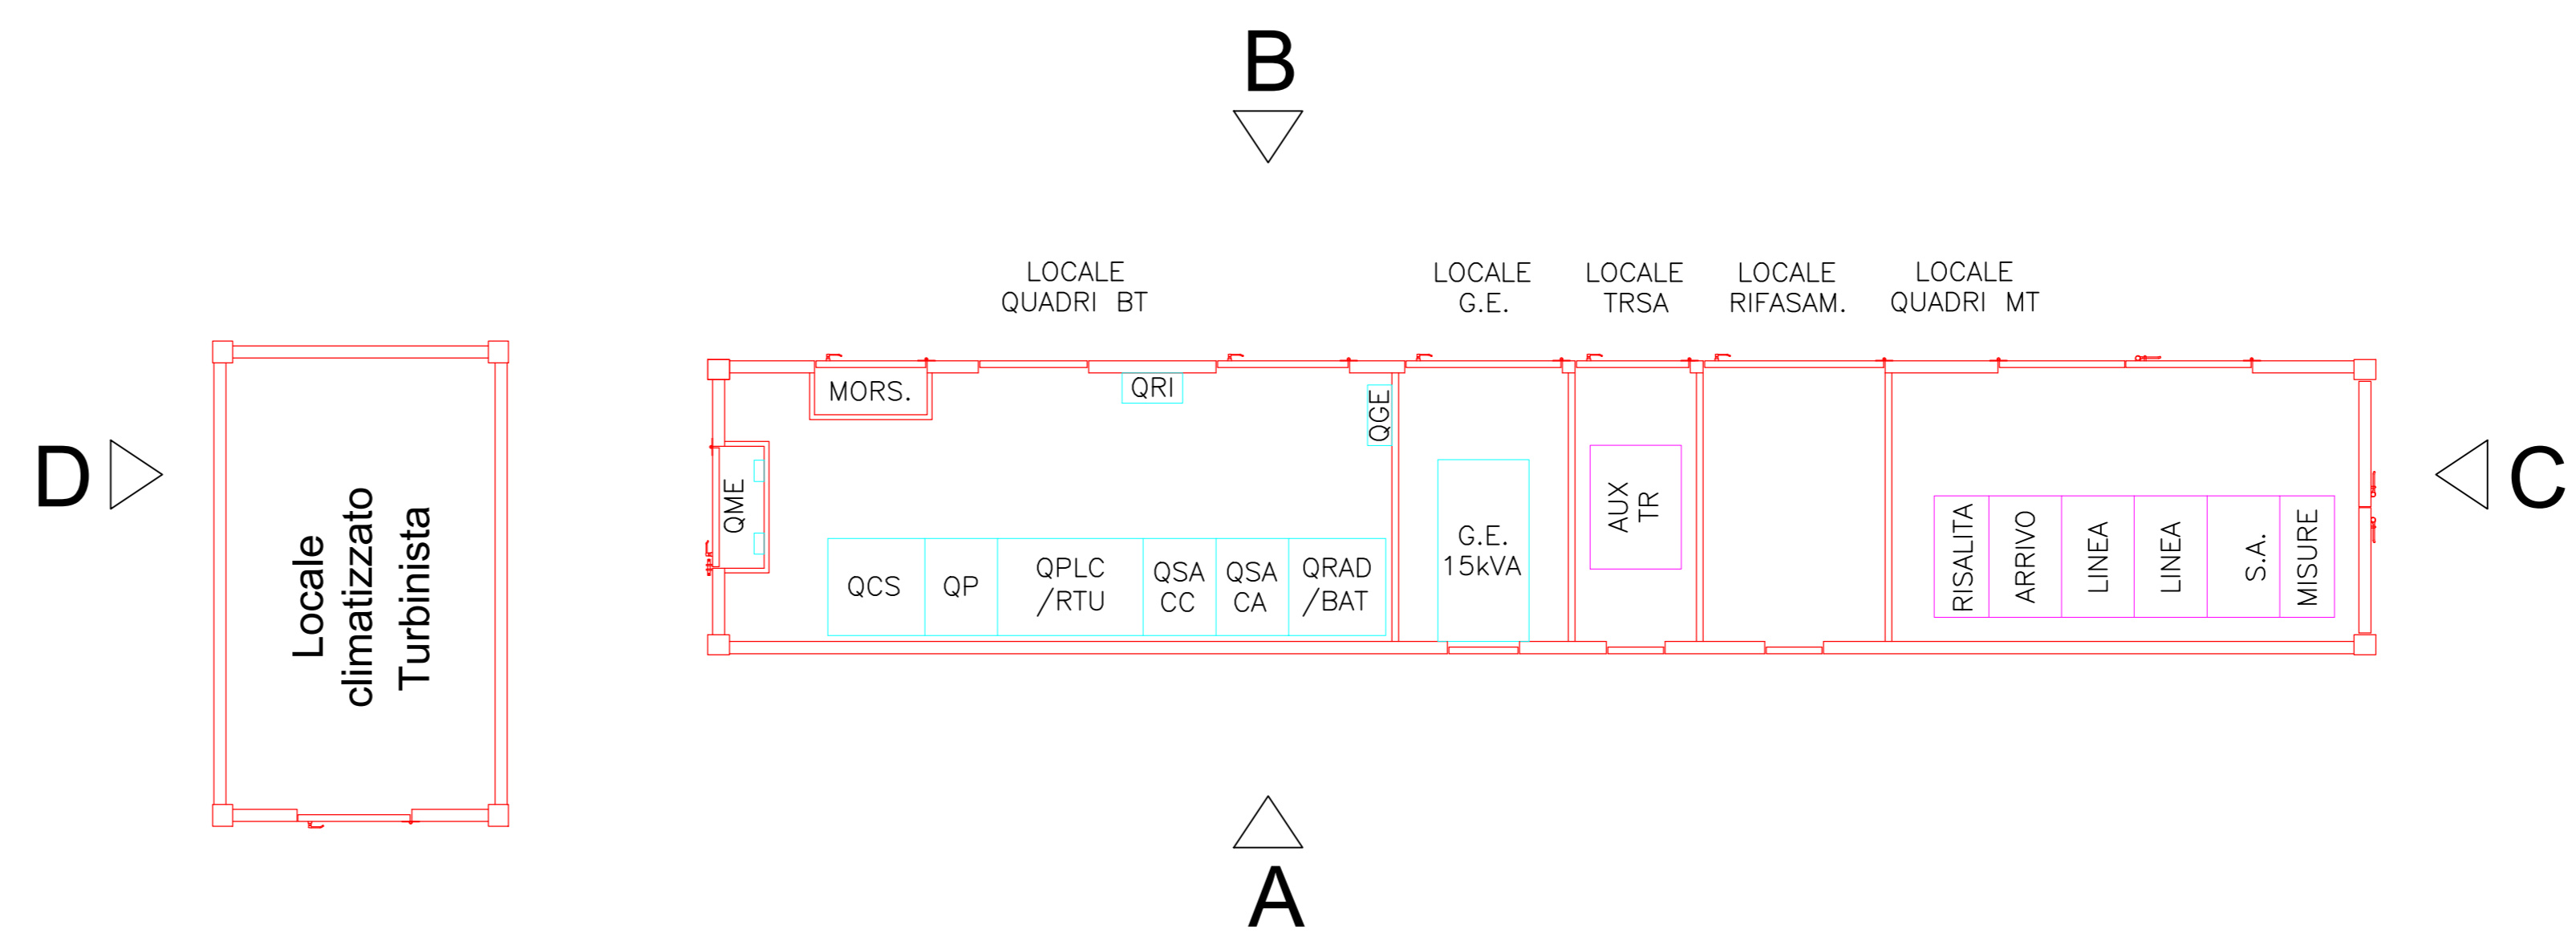 B
LOCALE
QUADRI BT
LOCALE
G.E.
LOCALE
TRSA
LOCALE
RIFASAM.
LOCALE
QUADRI MT
D
Locale
climatizzato
Turbinista
MORS.
QRI
QGE
QME
QCS
QP
QPLC
/RTU
QSA
CC
QSA
CA
QRAD
/BAT
G.E.
15kVA
AUX
TR
RISALITA
ARRIVO
LINEA
LINEA
S.A.
MISURE
C
A